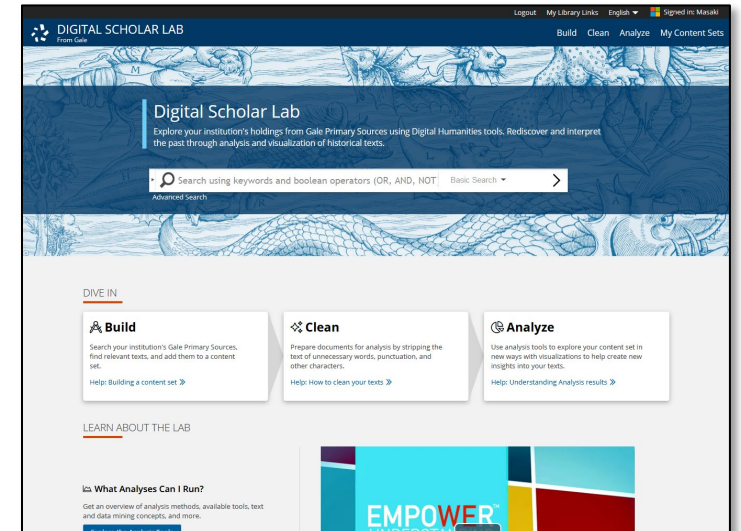 Logout My Library Links English Signed in: Masaki
DIGITAL SCHOLAR LAB
From Gale
Build Clean Analyze My Content Sets
M
L
Digital Scholar Lab
Explore your institution's holdings from Gale Primary Sources using Digital Humanities tools. Rediscover and interpret
the past through analysis and visualization of historical texts.
Search using keywords and boolean operators (OR, AND, NOT Basic Search
Advanced Search
DIVE IN
Build
Search your institution's Gale Primary Sources,
find relevant texts, and add them to a content
set.
Help: Building a content set »
Clean
Prepare documents for analysis by stripping the
text of unnecessary words, punctuation, and
other characters.
Help: How to clean your texts »
Analyze
Use analysis tools to explore your content set in
new ways with visualizations to help create new
insights into your texts.
Help: Understanding Analysis results »
LEARN ABOUT THE LAB
What Analyses Can I Run?
Get an overview of analysis methods, available tools, text
and data mining concepts, and more.
EMPOWER™